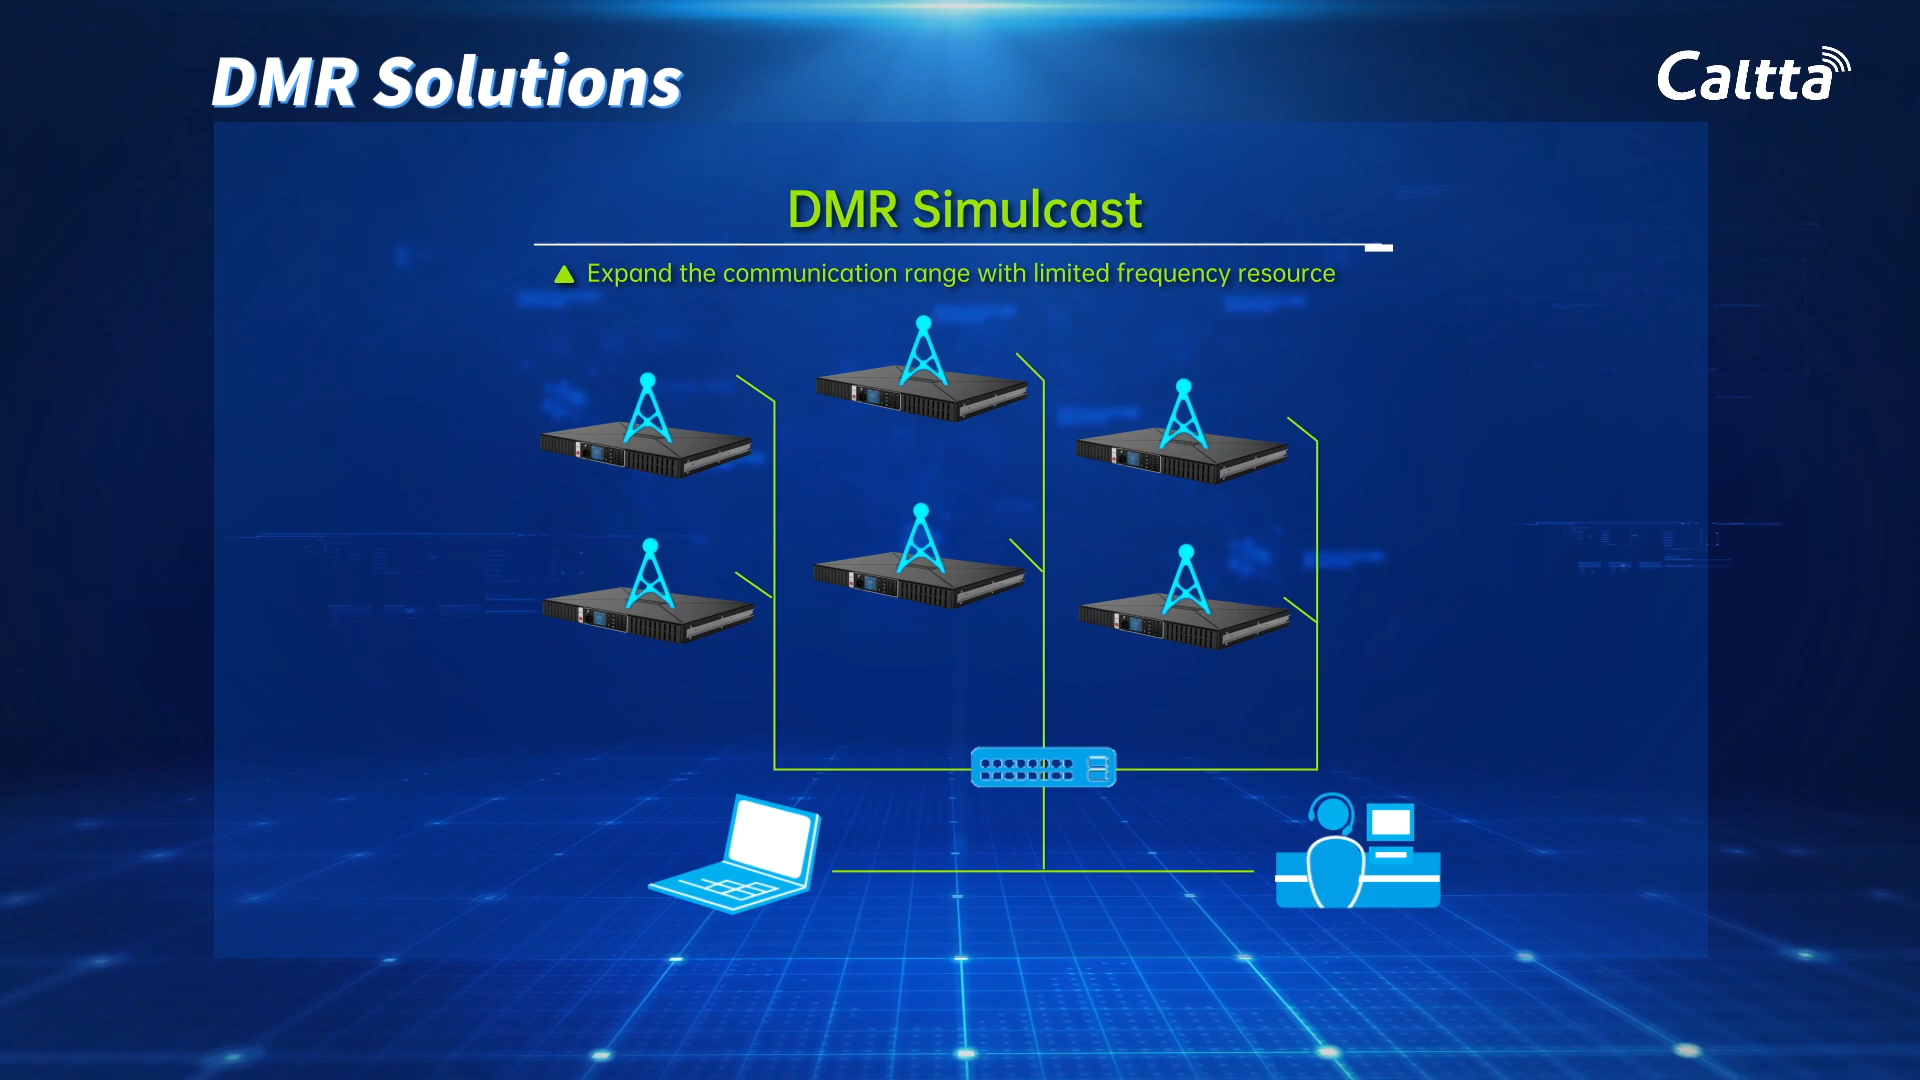 DMR Solutions
Caltta
DMR Simulcast
Expand the communication range with limited frequency resource